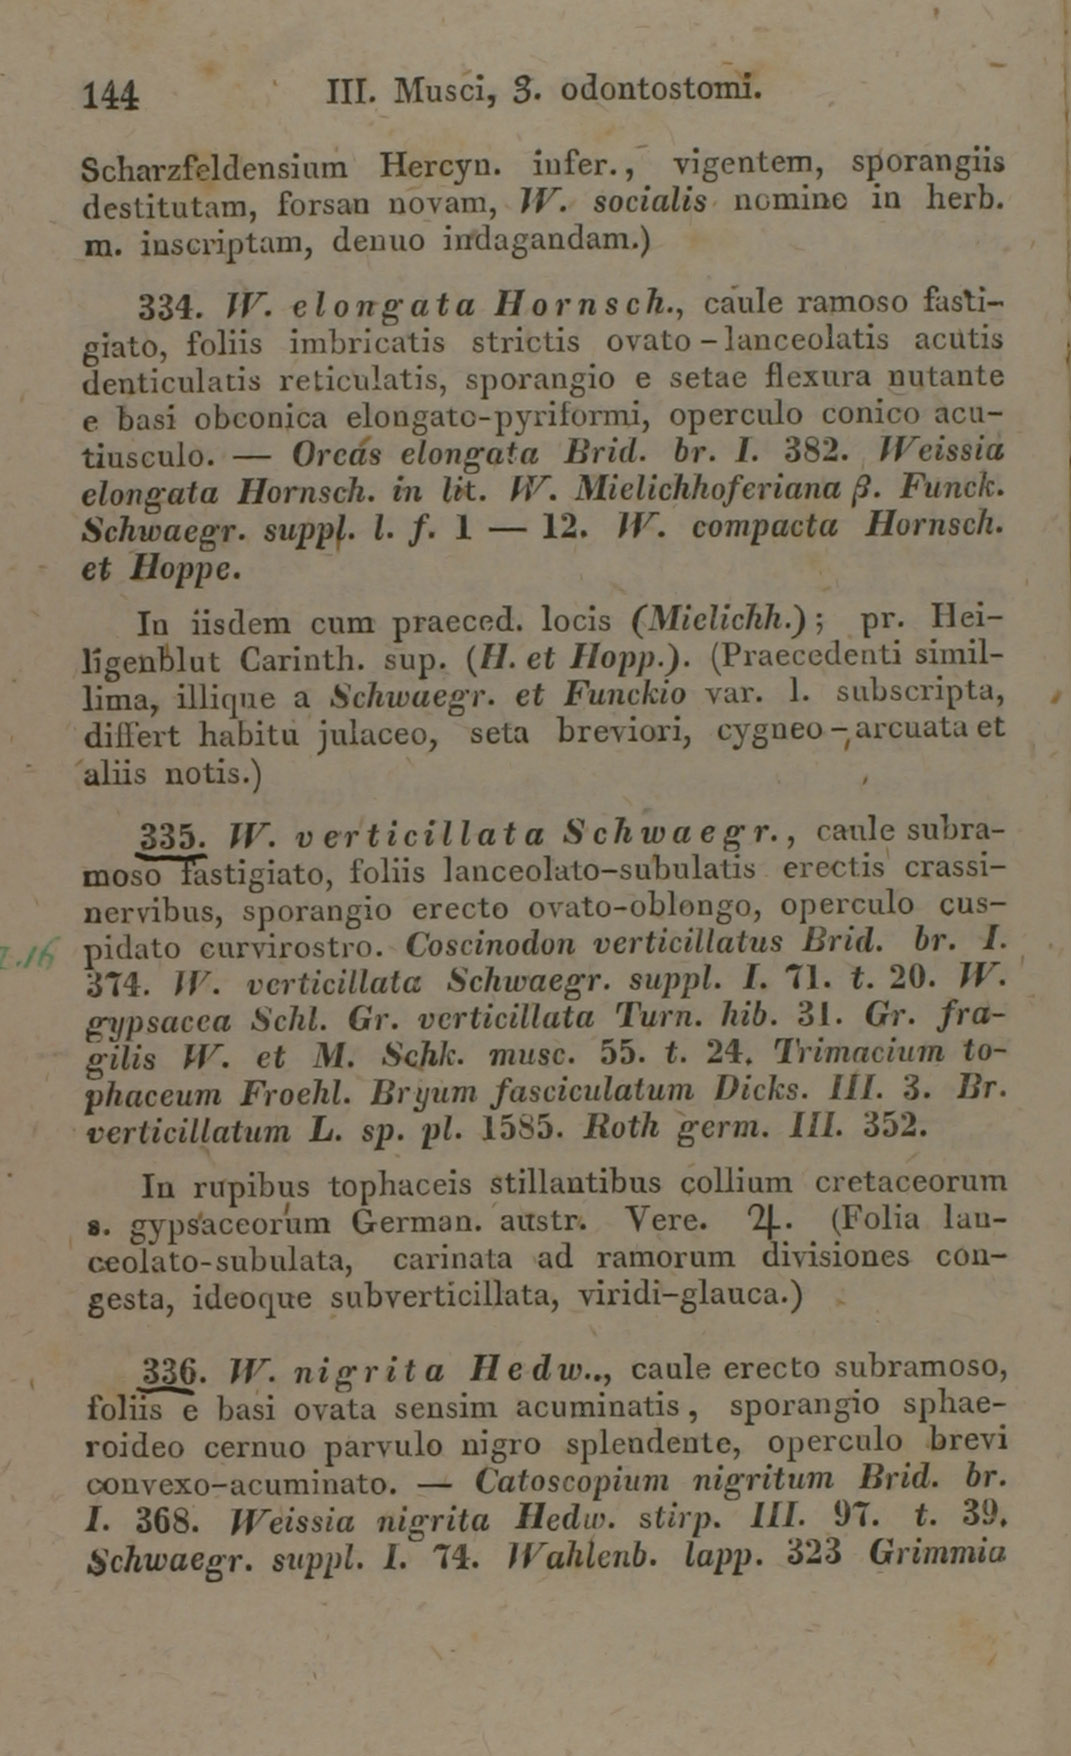 144 III. Musci, 3. odontostomi.
Scharzfeldensium Hercyn. infer., vigentem, sporangiis
destitutam, forsan novam, W. socialis nomine in herb.
m. inscriptam, denuo indagandam.)
334. W. elongata Hornsch., caule ramoso fasti-
giato, foliis imbricatis strictis ovato-lanceolatis acutis
denticulatis reticulatis, sporangio e setae flexura nutante
e basi obconica elongato-pyriformi, operculo conico acu-
tiusculo. — Oreas elongata Brid. br. I. 382. Weissia
elongata Hornsch. in lit. W. Mielichhoferiana β. Funck.
Schwaegr. suppl. l. f. 1 — 12. W. compacta Hornsch.
et Hoppe.
In iisdem cum praeced. locis (Mielichh.); pr. Hei-
ligenblut Carinth. sup. (H. et Hopp.). (Praecedenti simil-
lima, illique a Schwaegr. et Funckio var. l. subscripta,
differt habitu julaceo, seta breviori, cygneo-arcuata et
aliis notis.)
335. W. verticillata Schwaegr., caule subra-
moso fastigiato, foliis lanceolato-subulatis erectis crassi-
nervibus, sporangio erecto ovato-oblongo, operculo cus-
pidato curvirostro. Coscinodon verticillatus Brid. br. I.
374. W. verticillata Schwaegr. suppl. I. 71. t. 20. W.
gypsacea Schl. Gr. verticillata Turn. hib. 31. Gr. fra-
gilis W. et M. Schk. musc. 55. t. 24. Trimacium to-
phaceum Froehl. Bryum fasciculatum Dicks. III. 3. Br.
verticillatum L. sp. pl. 1585. Roth germ. III. 352.
In rupibus tophaceis stillantibus collium cretaceorum
s. gypsaceorum German. austr. Vere. ♃. (Folia lan-
ceolato-subulata, carinata ad ramorum divisiones con-
gesta, ideoque subverticillata, viridi-glauca.)
336. W. nigrita Hedw.., caule erecto subramoso,
foliis e basi ovata sensim acuminatis, sporangio sphae-
roideo cernuo parvulo nigro splendente, operculo brevi
convexo-acuminato. — Catoscopium nigritum Brid. br.
I. 368. Weissia nigrita Hedw. stirp. III. 97. t. 39.
Schwaegr. suppl. I. 74. Wahlenb. lapp. 323 Grimmia